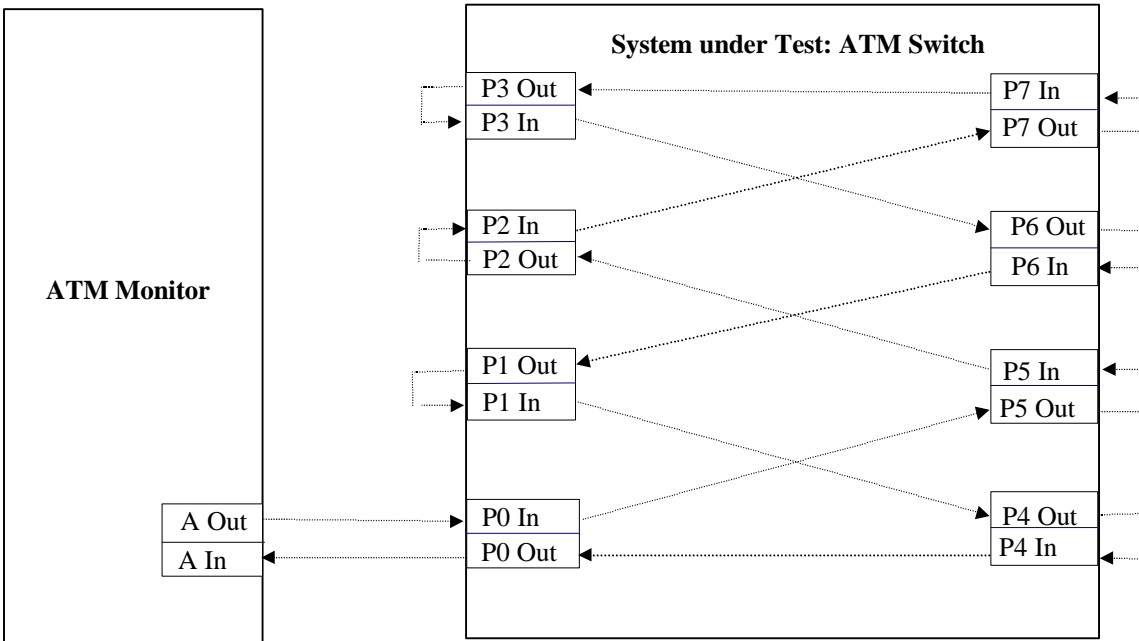 System under Test: ATM Switch
P3 Out
P3 In
P7 In
P7 Out
P2 In
P2 Out
P6 Out
P6 In
ATM Monitor
P1 Out
P1 In
P5 In
P5 Out
A Out
A In
P0 In
P0 Out
P4 Out
P4 In